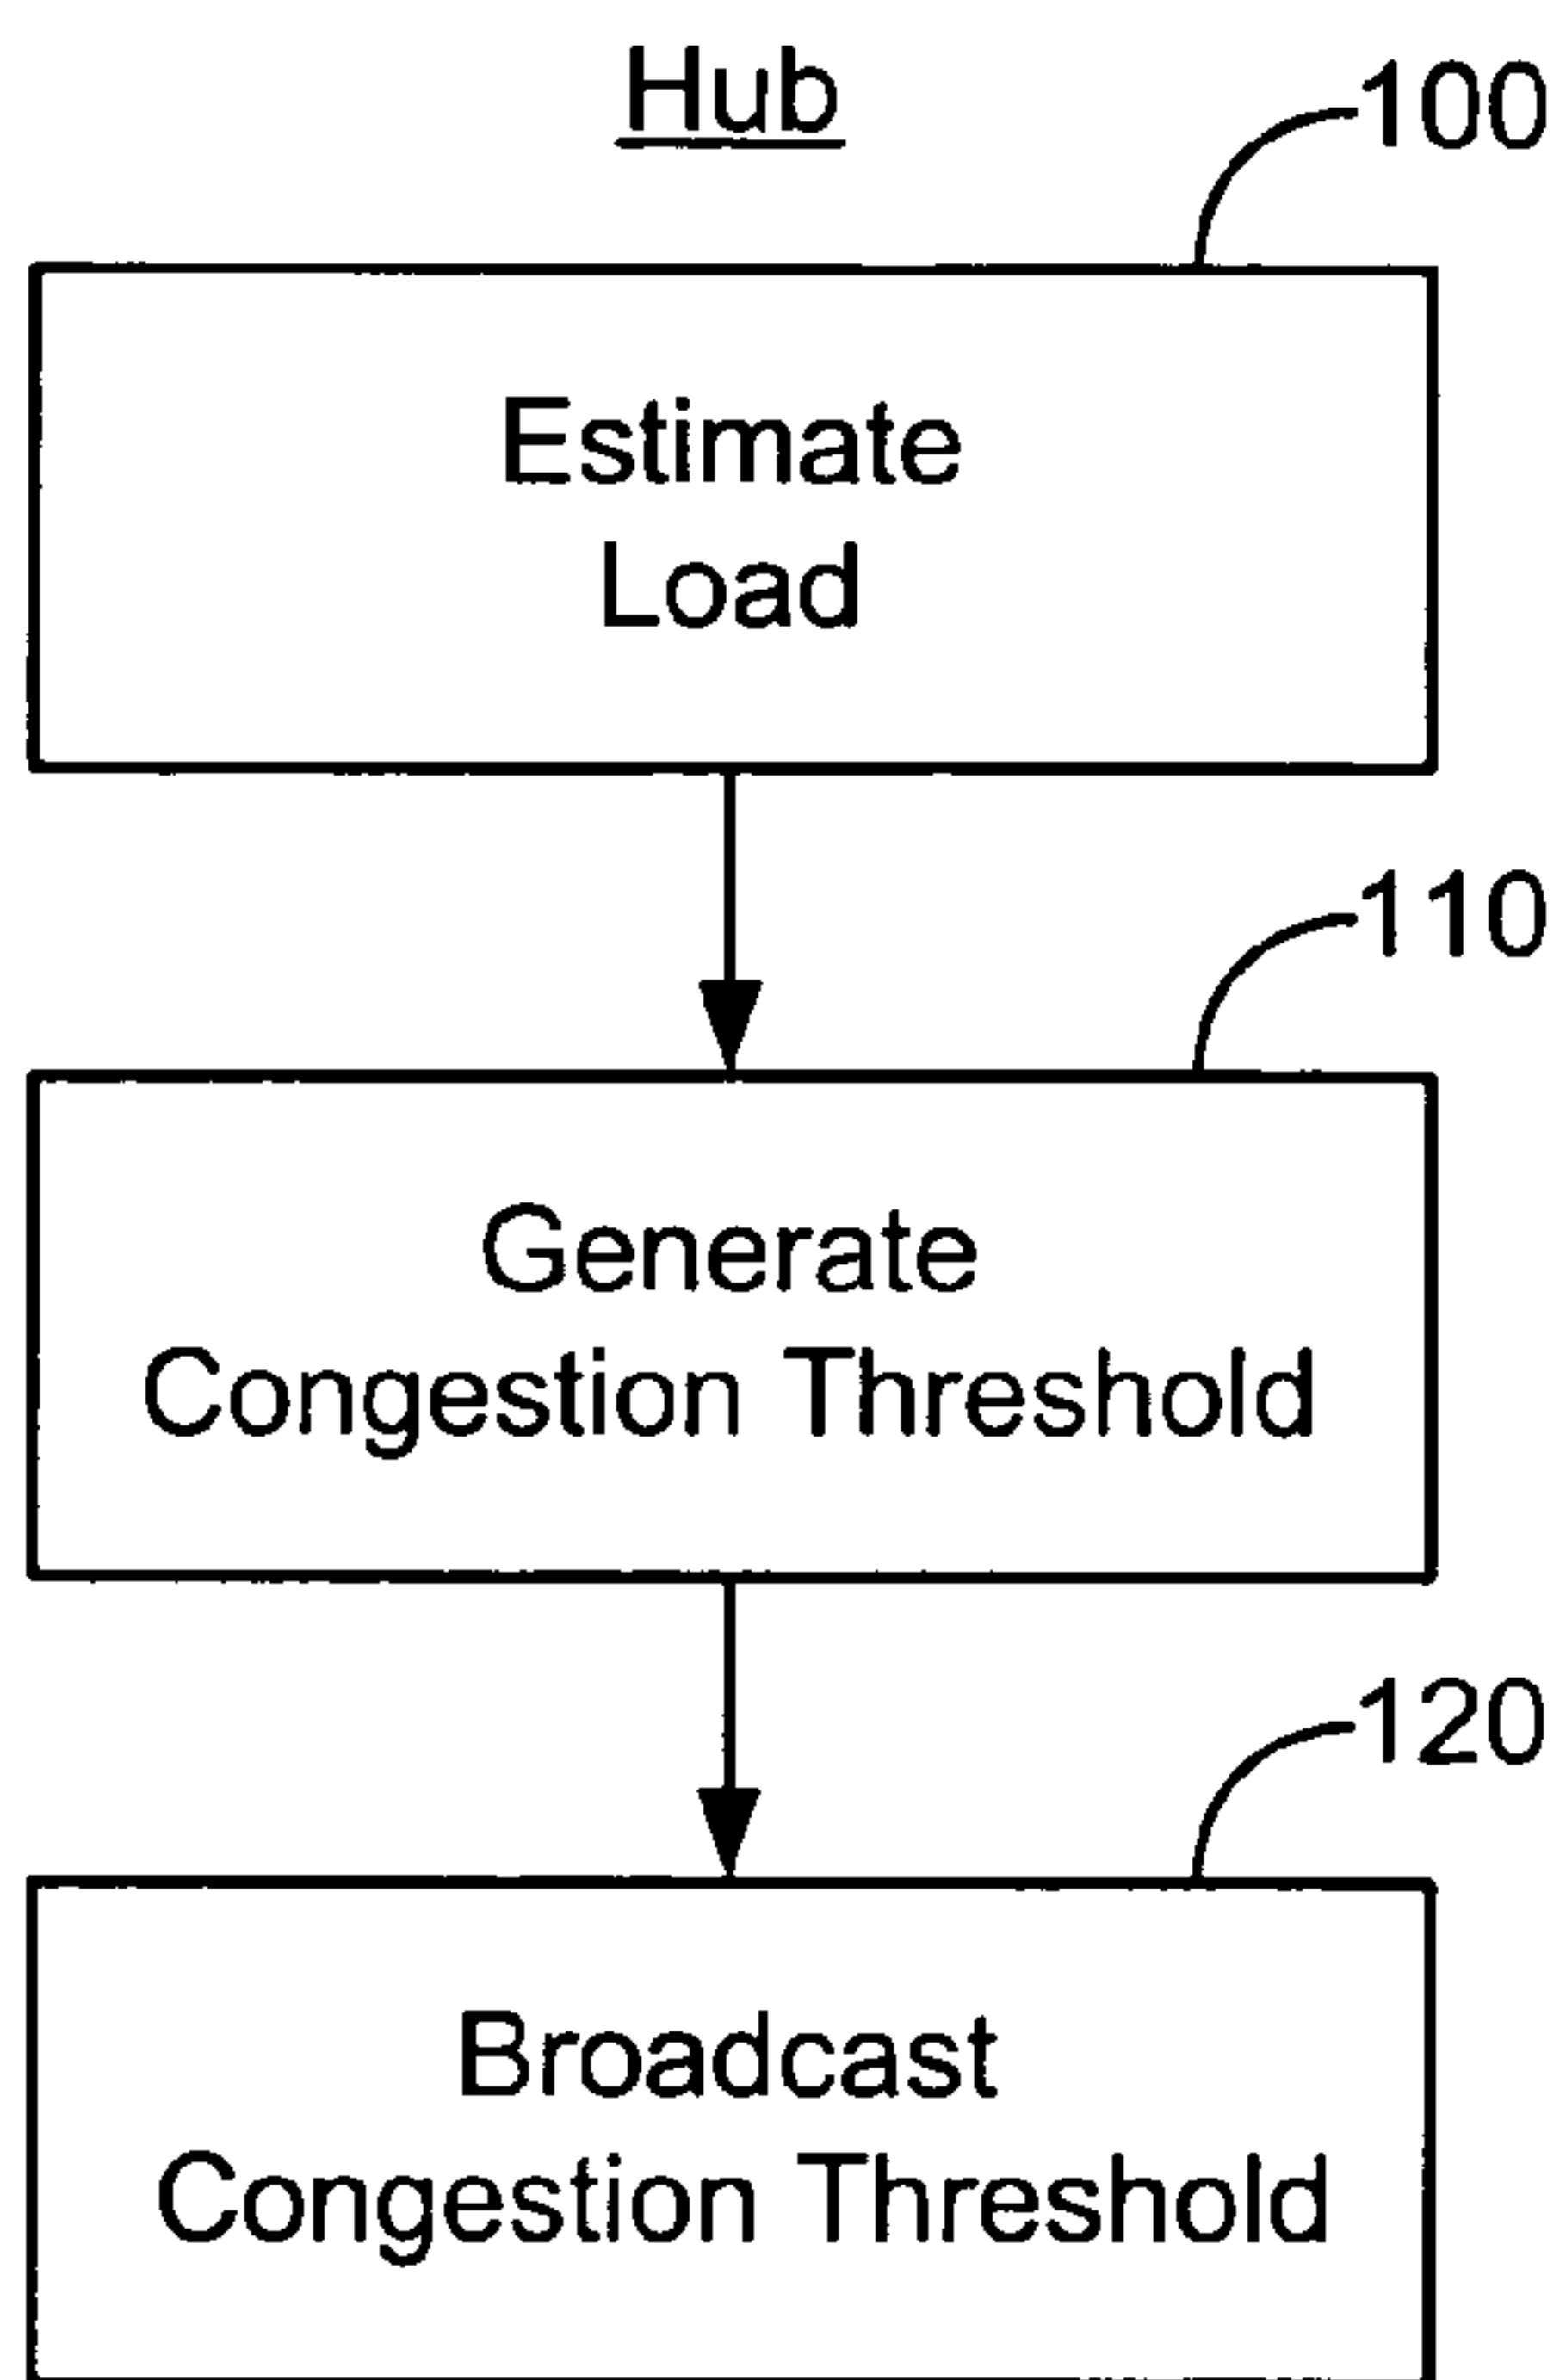 Hub
100
Estimate
Load
110
Generate
Congestion Threshold
120
Broadcast
Congestion Threshold